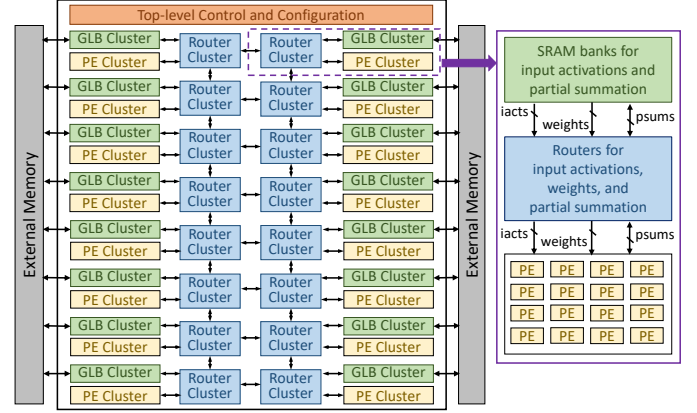 Top-level Control and Configuration
External Memory
GLB Cluster
PE Cluster
Router
Cluster
Router
Cluster
GLB Cluster
PE Cluster
GLB Cluster
PE Cluster
Router
Cluster
Router
Cluster
GLB Cluster
PE Cluster
GLB Cluster
PE Cluster
Router
Cluster
Router
Cluster
GLB Cluster
PE Cluster
GLB Cluster
PE Cluster
Router
Cluster
Router
Cluster
GLB Cluster
PE Cluster
GLB Cluster
PE Cluster
Router
Cluster
Router
Cluster
GLB Cluster
PE Cluster
GLB Cluster
PE Cluster
Router
Cluster
Router
Cluster
GLB Cluster
PE Cluster
GLB Cluster
PE Cluster
Router
Cluster
Router
Cluster
GLB Cluster
PE Cluster
GLB Cluster
PE Cluster
Router
Cluster
Router
Cluster
GLB Cluster
PE Cluster
External Memory
SRAM banks for
input activations and
partial summation
iacts weights psums
Routers for
input activations,
weights, and
partial summation
iacts weights psums
PE PE PE PE
PE PE PE PE
PE PE PE PE
PE PE PE PE